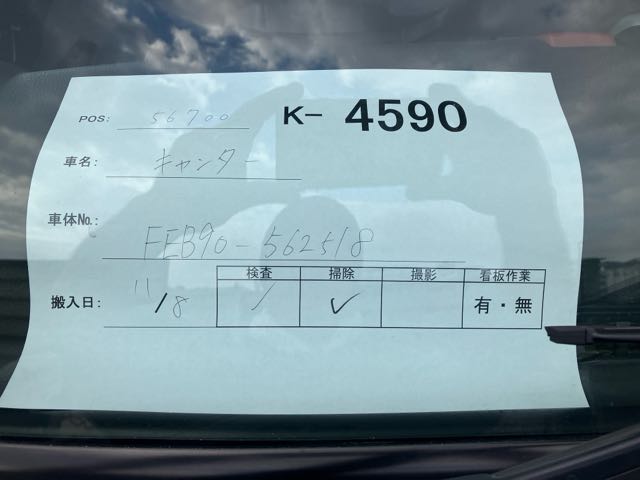 POS: 56700 K- 4590
車名: キャンター
車体No.: FEB90-562518
検査 掃除 撮影 看板作業
搬入日: 11/8 ✓ ✓ 有・無